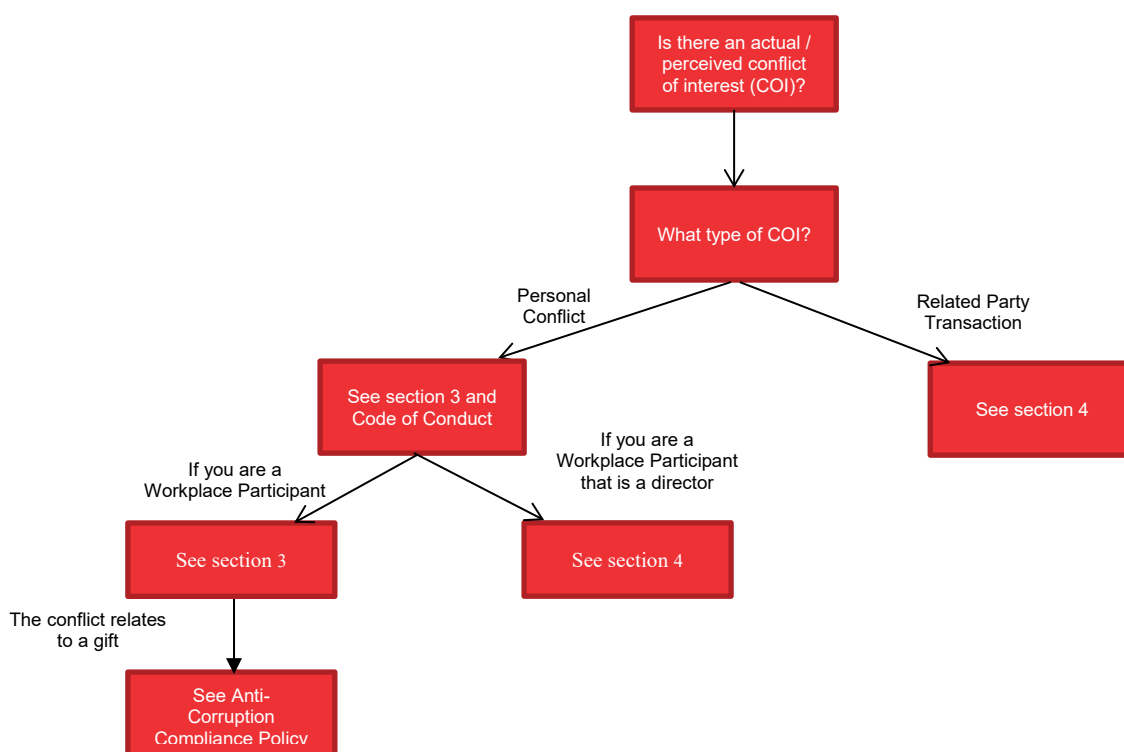 Is there an actual /
perceived conflict
of interest (COI)?
What type of COI?
Personal
Conflict
Related Party
Transaction
See section 3 and
Code of Conduct
See section 4
If you are a
Workplace Participant
If you are a
Workplace Participant
that is a director
See section 3
See section 4
The conflict relates
to a gift
See Anti-
Corruption
Compliance Policy